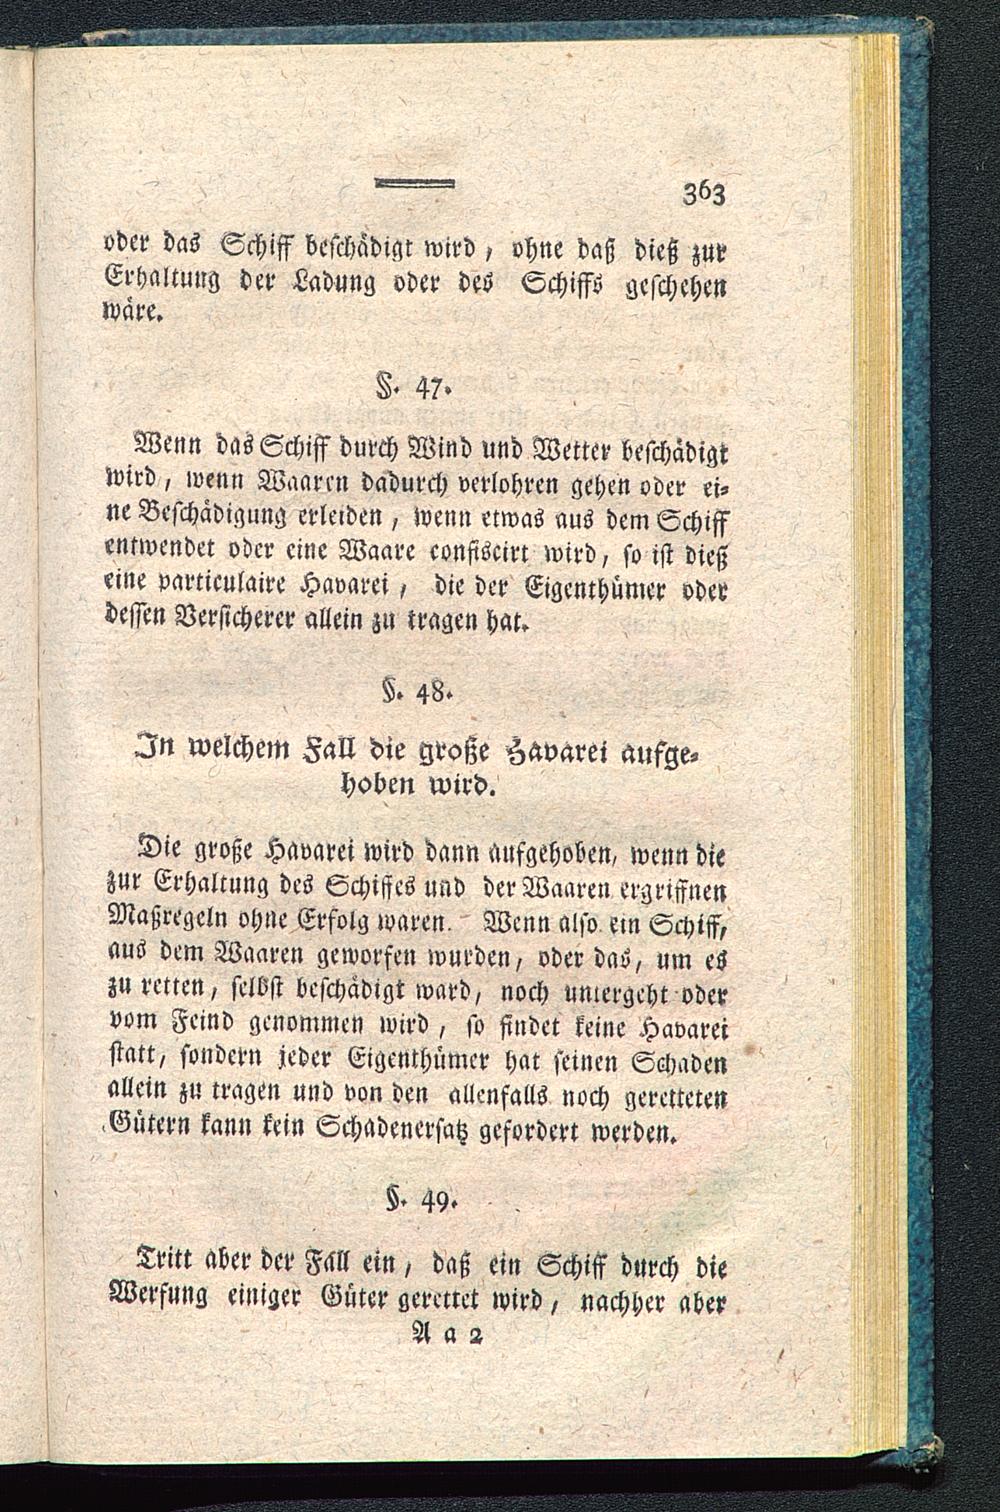 363
oder das Schiff beschädigt wird, ohne daß dieß zur
Erhaltung der Ladung oder des Schiffs geschehen
wäre.
§. 47.
Wenn das Schiff durch Wind und Wetter beschädigt
wird, wenn Waaren dadurch verlohren gehen oder ei-
ne Beschädigung erleiden, wenn etwas aus dem Schiff
entwendet oder eine Waare confiscirt wird, so ist dieß
eine particulaire Havarei, die der Eigenthümer oder
dessen Versicherer allein zu tragen hat.
§. 48.
In welchem Fall die große Havarei aufge-
hoben wird.
Die große Havarei wird dann aufgehoben, wenn die
zur Erhaltung des Schiffes und der Waaren ergriffnen
Maßregeln ohne Erfolg waren. Wenn also ein Schiff,
aus dem Waaren geworfen wurden, oder das, um es
zu retten, selbst beschädigt ward, noch untergeht oder
vom Feind genommen wird, so findet keine Havarei
statt, sondern jeder Eigenthümer hat seinen Schaden
allein zu tragen und von den allenfalls noch geretteten
Gütern kann kein Schadenersatz gefordert werden.
§. 49.
Tritt aber der Fall ein, daß ein Schiff durch die
Werfung einiger Güter gerettet wird, nachher aber
A a 2